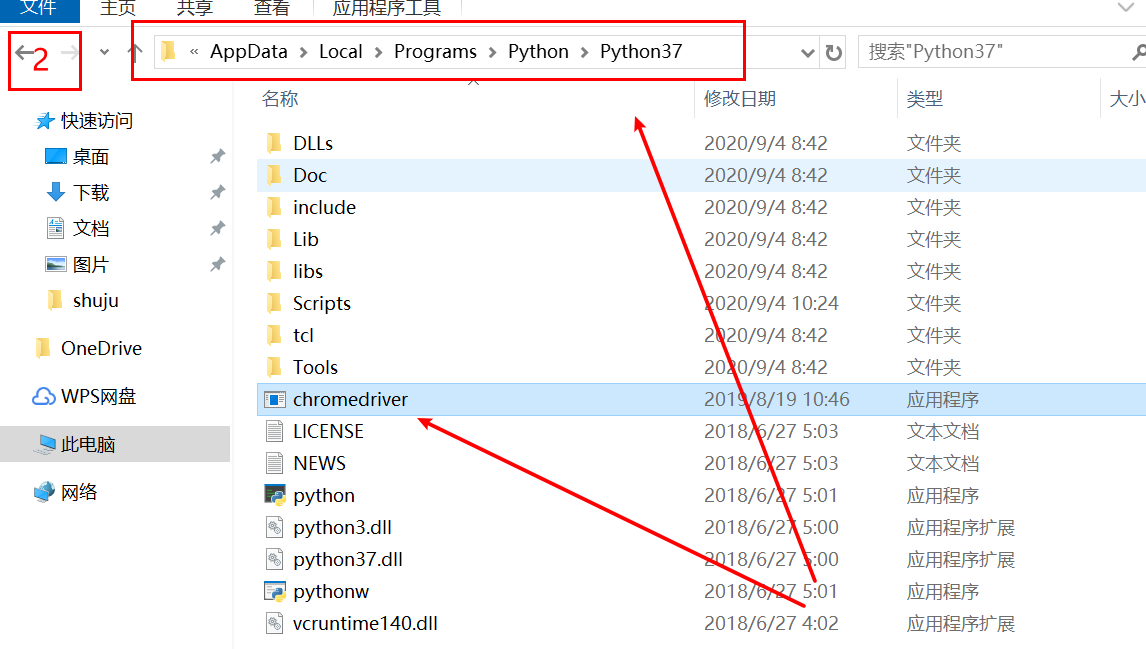 文件 主页 共享 查看 应用程序工具
2 « AppData > Local > Programs > Python > Python37 搜索"Python37"
名称 修改日期 类型 大小
快速访问
桌面
下载
文档
图片
shuju
OneDrive
WPS网盘
此电脑
网络
DLLs 2020/9/4 8:42 文件夹
Doc 2020/9/4 8:42 文件夹
include 2020/9/4 8:42 文件夹
Lib 2020/9/4 8:42 文件夹
libs 2020/9/4 8:42 文件夹
Scripts 2020/9/4 10:24 文件夹
tcl 2020/9/4 8:42 文件夹
Tools 2020/9/4 8:42 文件夹
chromedriver 2019/8/19 10:46 应用程序
LICENSE 2018/6/27 5:03 文本文档
NEWS 2018/6/27 5:03 文本文档
python 2018/6/27 5:01 应用程序
python3.dll 2018/6/27 5:00 应用程序扩展
python37.dll 2018/6/27 5:00 应用程序扩展
pythonw 2018/6/27 5:01 应用程序
vcruntime140.dll 2018/6/27 4:02 应用程序扩展